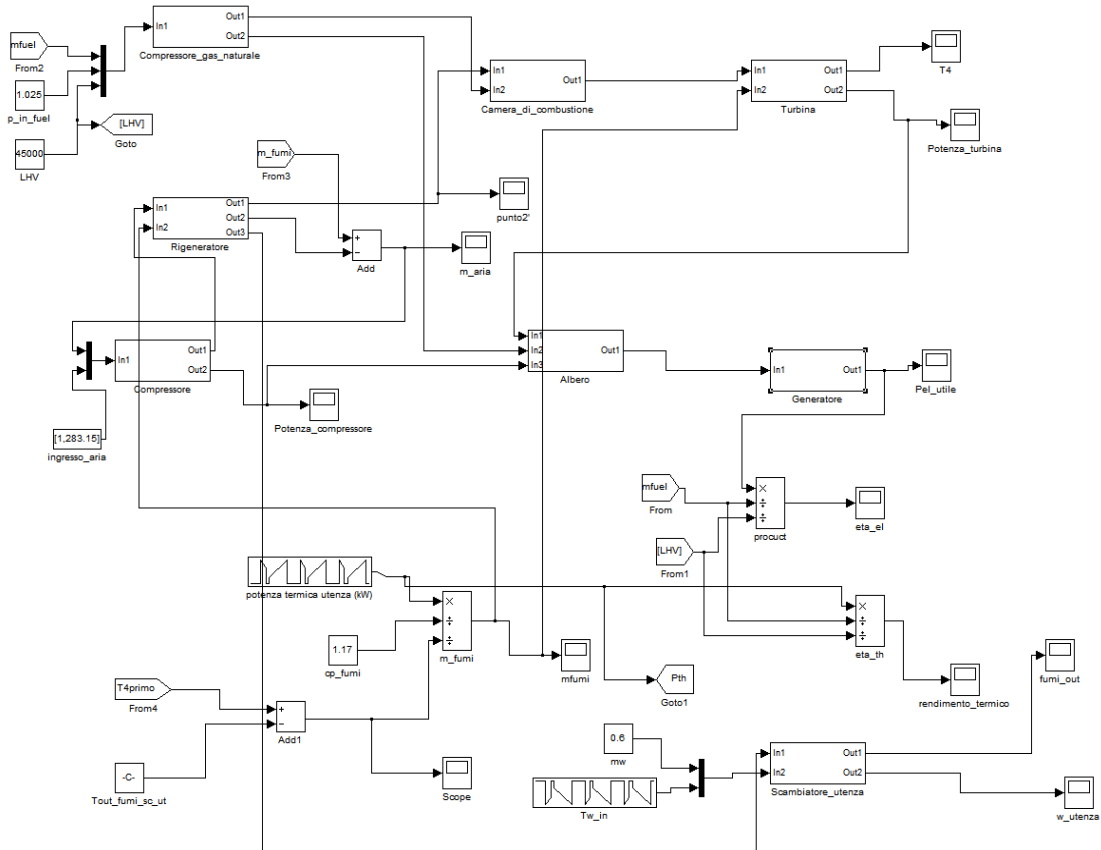 In1
Out1
Out2
Compressore_gas_naturale
mfuel
From2
1.025
p_in_fuel
[LHV]
Goto
45000
LHV
In1
In2
Out1
Camera_di_combustione
In1
In2
Out1
Out2
Turbina
T4
Potenza_turbina
m_fumi
From3
punto2'
In1
In2
Out1
Out2
Out3
Rigeneratore
+
−
Add
m_aria
In1
Out1
Out2
Compressore
[1,283.15]
ingresso_aria
Potenza_compressore
In1
In2
In3
Out1
Albero
In1
Out1
Generatore
Pel_utile
mfuel
From
×
÷
÷
procuct
eta_el
[LHV]
From1
potenza termica utenza (kW)
×
÷
÷
m_fumi
1.17
cp_fumi
mfumi
×
÷
÷
eta_th
rendimento_termico
fumi_out
Pth
Goto1
T4primo
From4
+
−
Add1
-C-
Tout_fumi_sc_ut
Scope
0.6
mw
Tw_in
In1
In2
Out1
Out2
Scambiatore_utenza
w_utenza